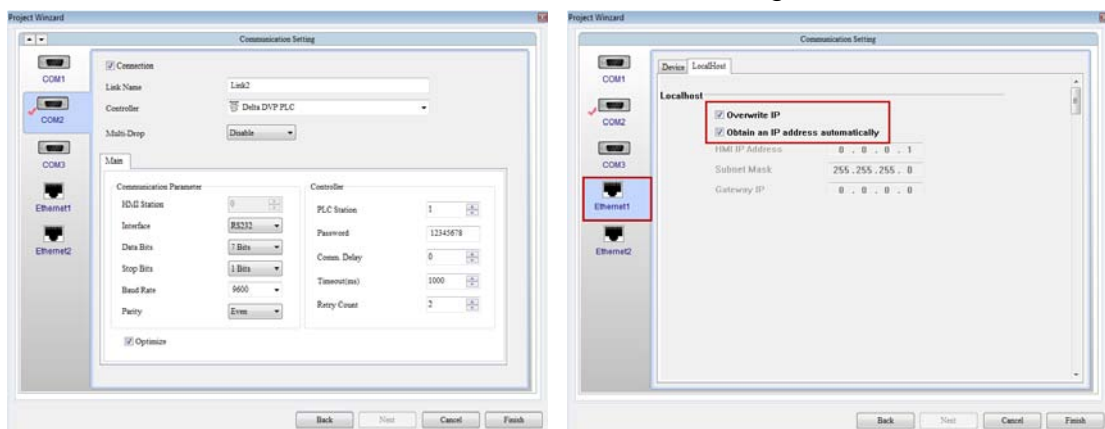 Project Winzard
Communication Setting
COM1
COM2
COM3
Ethernet1
Ethernet2
Connection
Link Name Link2
Controller Delta DVP PLC
Multi-Drop Disable
Main
Communication Parameter
HMI Station 0
Interface RS232
Data Bits 7 Bits
Stop Bits 1 Bits
Baud Rate 9600
Parity Even
Controller
PLC Station 1
Password 12345678
Comm. Delay 0
Timeout(ms) 1000
Retry Count 2
Optimize
Back Next Cancel Finish
Project Winzard
Communication Setting
COM1
COM2
COM3
Ethernet1
Ethernet2
Device LocalHost
Localhost
Overwrite IP
Obtain an IP address automatically
HMI IP Address 0 . 0 . 0 . 1
Subnet Mask 255 . 255 . 255 . 0
Gateway IP 0 . 0 . 0 . 0
Back Next Cancel Finish